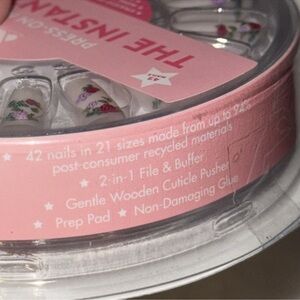 PRESS-ON
THE INSTAN
42 nails in 21 sizes made from up to 94%
post-consumer recycled materials
2-in-1 File & Buffer
Gentle Wooden Cuticle Pusher
Prep Pad ★ Non-Damaging Glue